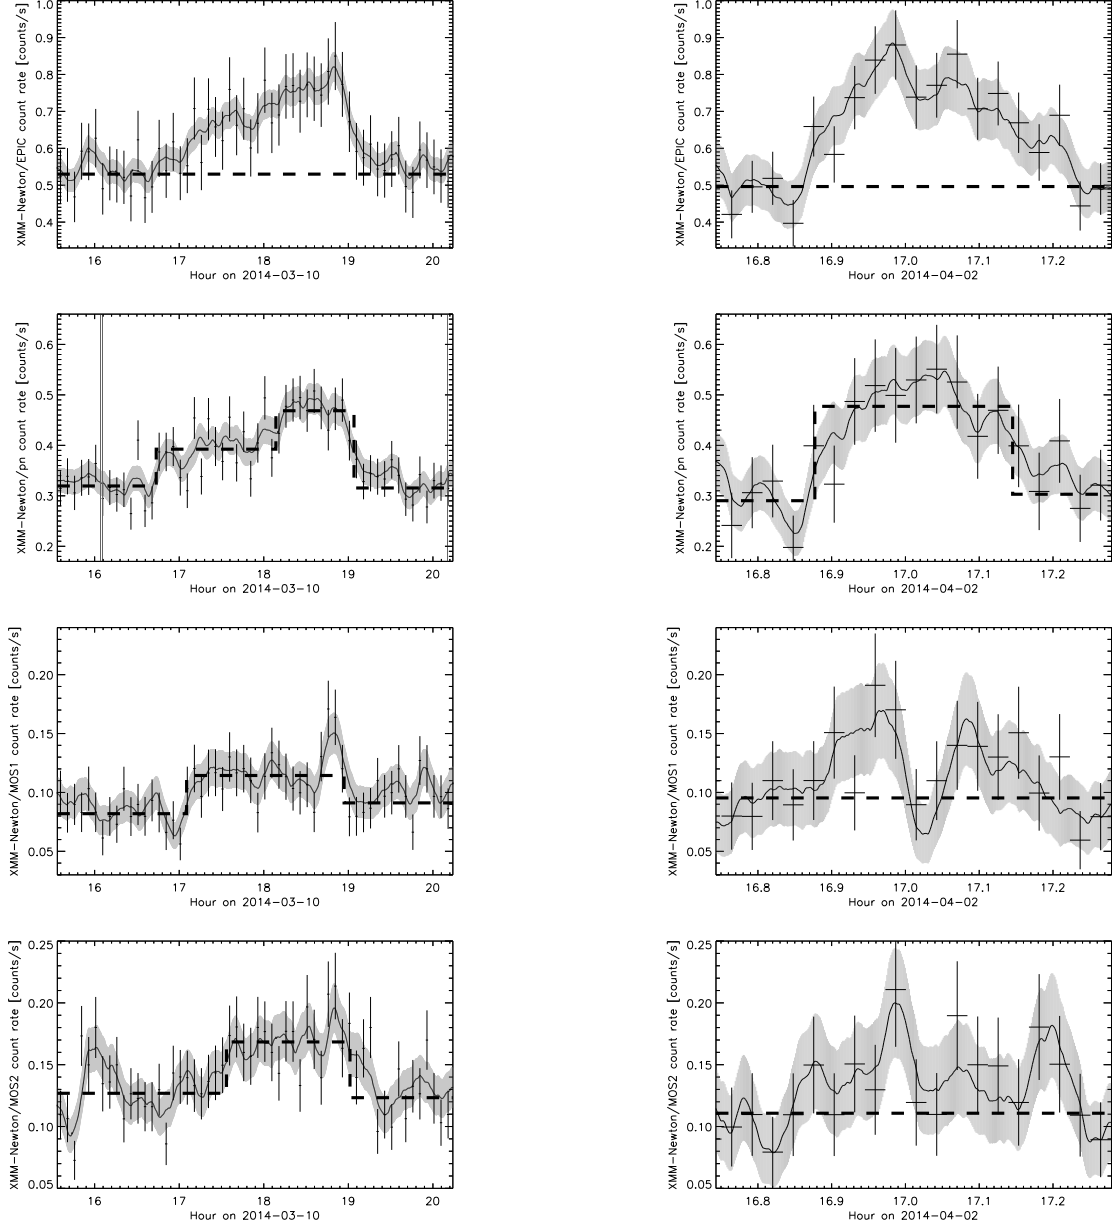 XMM-Newton/EPIC count rate [counts/s]
1.0
0.9
0.8
0.7
0.6
0.5
0.4
16 17 18 19 20
Hour on 2014-03-10
XMM-Newton/EPIC count rate [counts/s]
1.0
0.9
0.8
0.7
0.6
0.5
0.4
16.8 16.9 17.0 17.1 17.2
Hour on 2014-04-02
XMM-Newton/pn count rate [counts/s]
0.6
0.5
0.4
0.3
0.2
16 17 18 19 20
Hour on 2014-03-10
XMM-Newton/pn count rate [counts/s]
0.6
0.5
0.4
0.3
0.2
16.8 16.9 17.0 17.1 17.2
Hour on 2014-04-02
XMM-Newton/MOS1 count rate [counts/s]
0.20
0.15
0.10
0.05
16 17 18 19 20
Hour on 2014-03-10
XMM-Newton/MOS1 count rate [counts/s]
0.20
0.15
0.10
0.05
16.8 16.9 17.0 17.1 17.2
Hour on 2014-04-02
XMM-Newton/MOS2 count rate [counts/s]
0.25
0.20
0.15
0.10
0.05
16 17 18 19 20
Hour on 2014-03-10
XMM-Newton/MOS2 count rate [counts/s]
0.25
0.20
0.15
0.10
0.05
16.8 16.9 17.0 17.1 17.2
Hour on 2014-04-02